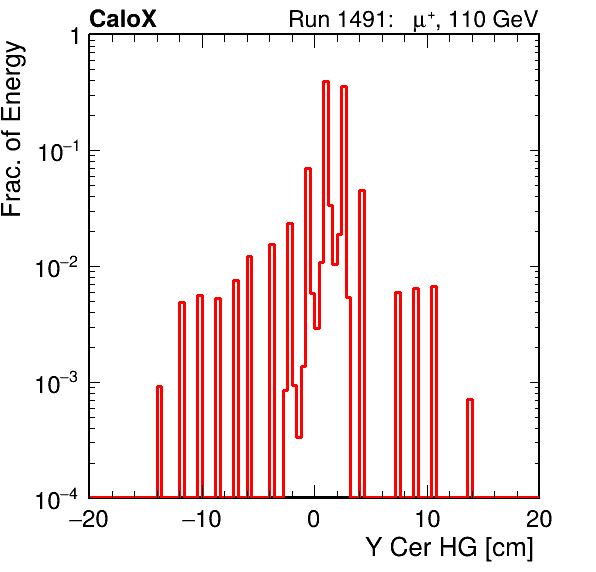 CaloX Run 1491: μ⁺, 110 GeV
Frac. of Energy
1
10⁻¹
10⁻²
10⁻³
10⁻⁴
−20 −10 0 10 20
Y Cer HG [cm]